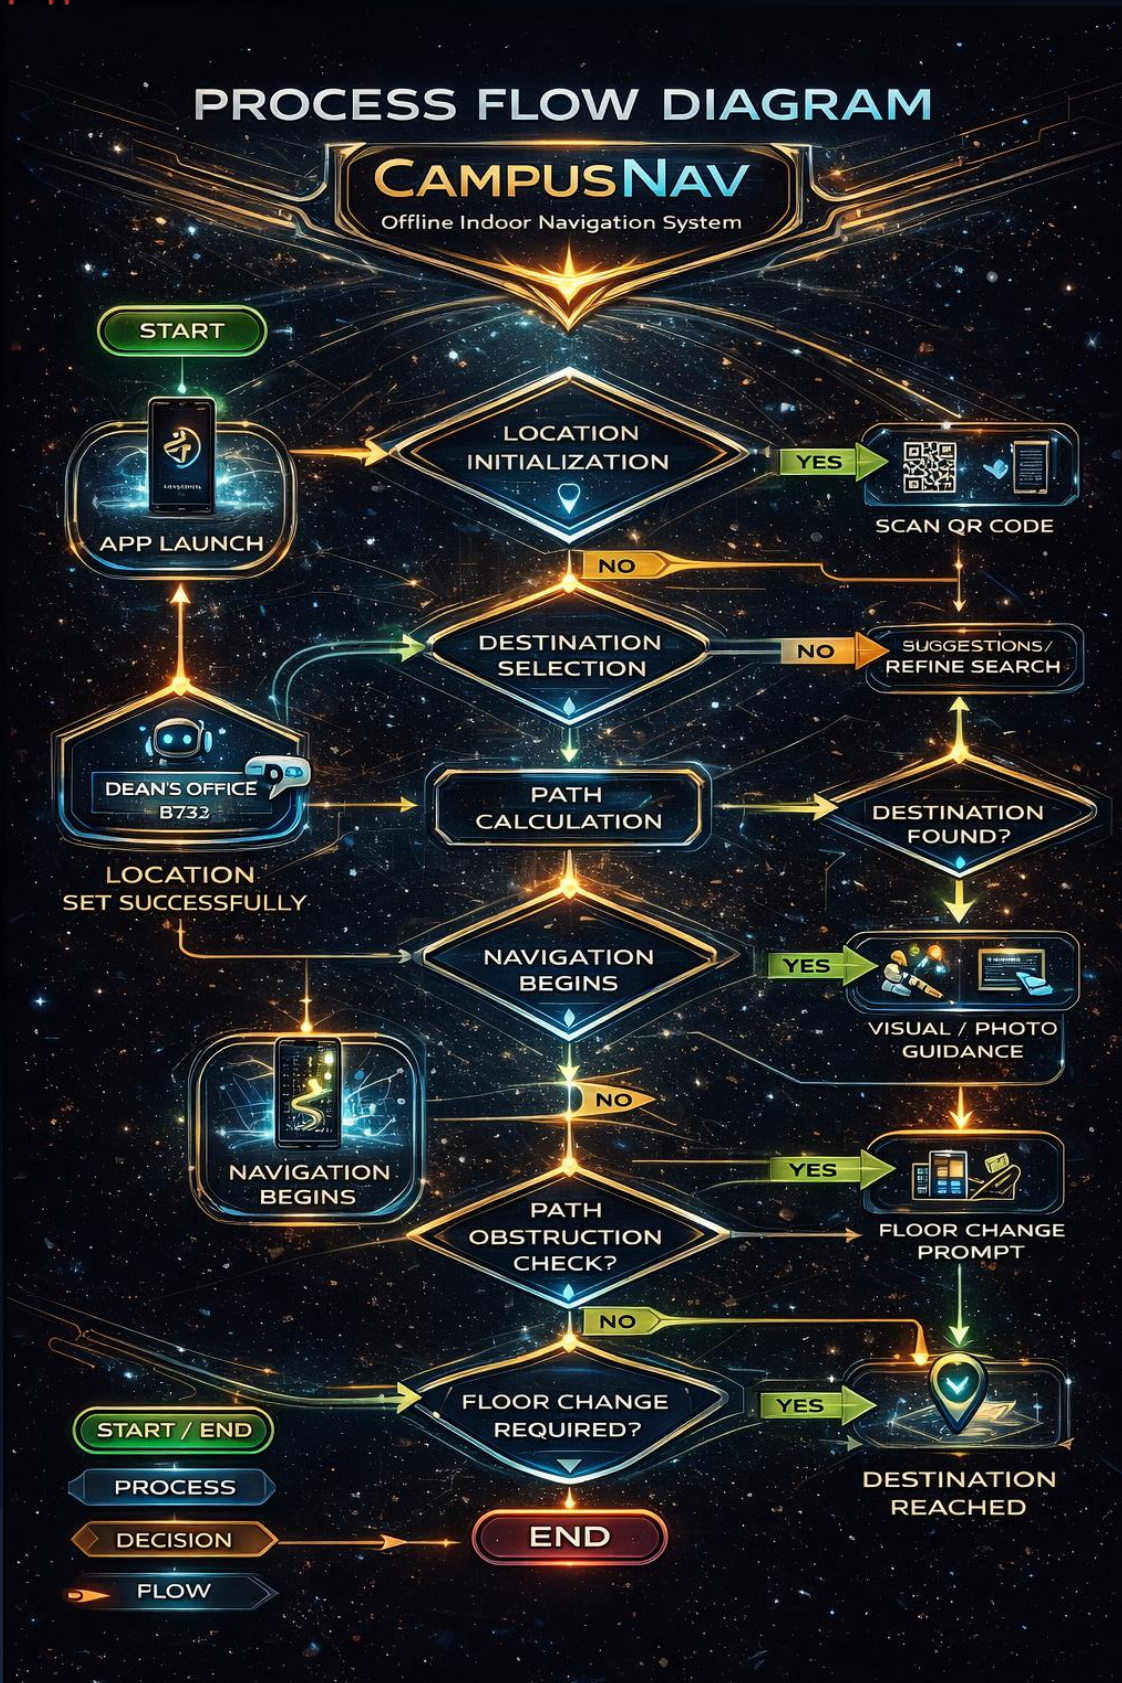 PROCESS FLOW DIAGRAM
CAMPUSNAV
Offline Indoor Navigation System
START
APP LAUNCH
LOCATION
INITIALIZATION
YES
SCAN QR CODE
NO
DESTINATION
SELECTION
NO
SUGGESTIONS/
REFINE SEARCH
DEAN'S OFFICE
B733
LOCATION
SET SUCCESSFULLY
PATH
CALCULATION
DESTINATION
FOUND?
NAVIGATION
BEGINS
YES
VISUAL / PHOTO
GUIDANCE
NO
NAVIGATION
BEGINS
YES
PATH
OBSTRUCTION
CHECK?
FLOOR CHANGE
PROMPT
NO
FLOOR CHANGE
REQUIRED?
YES
DESTINATION
REACHED
START / END
PROCESS
DECISION
FLOW
END